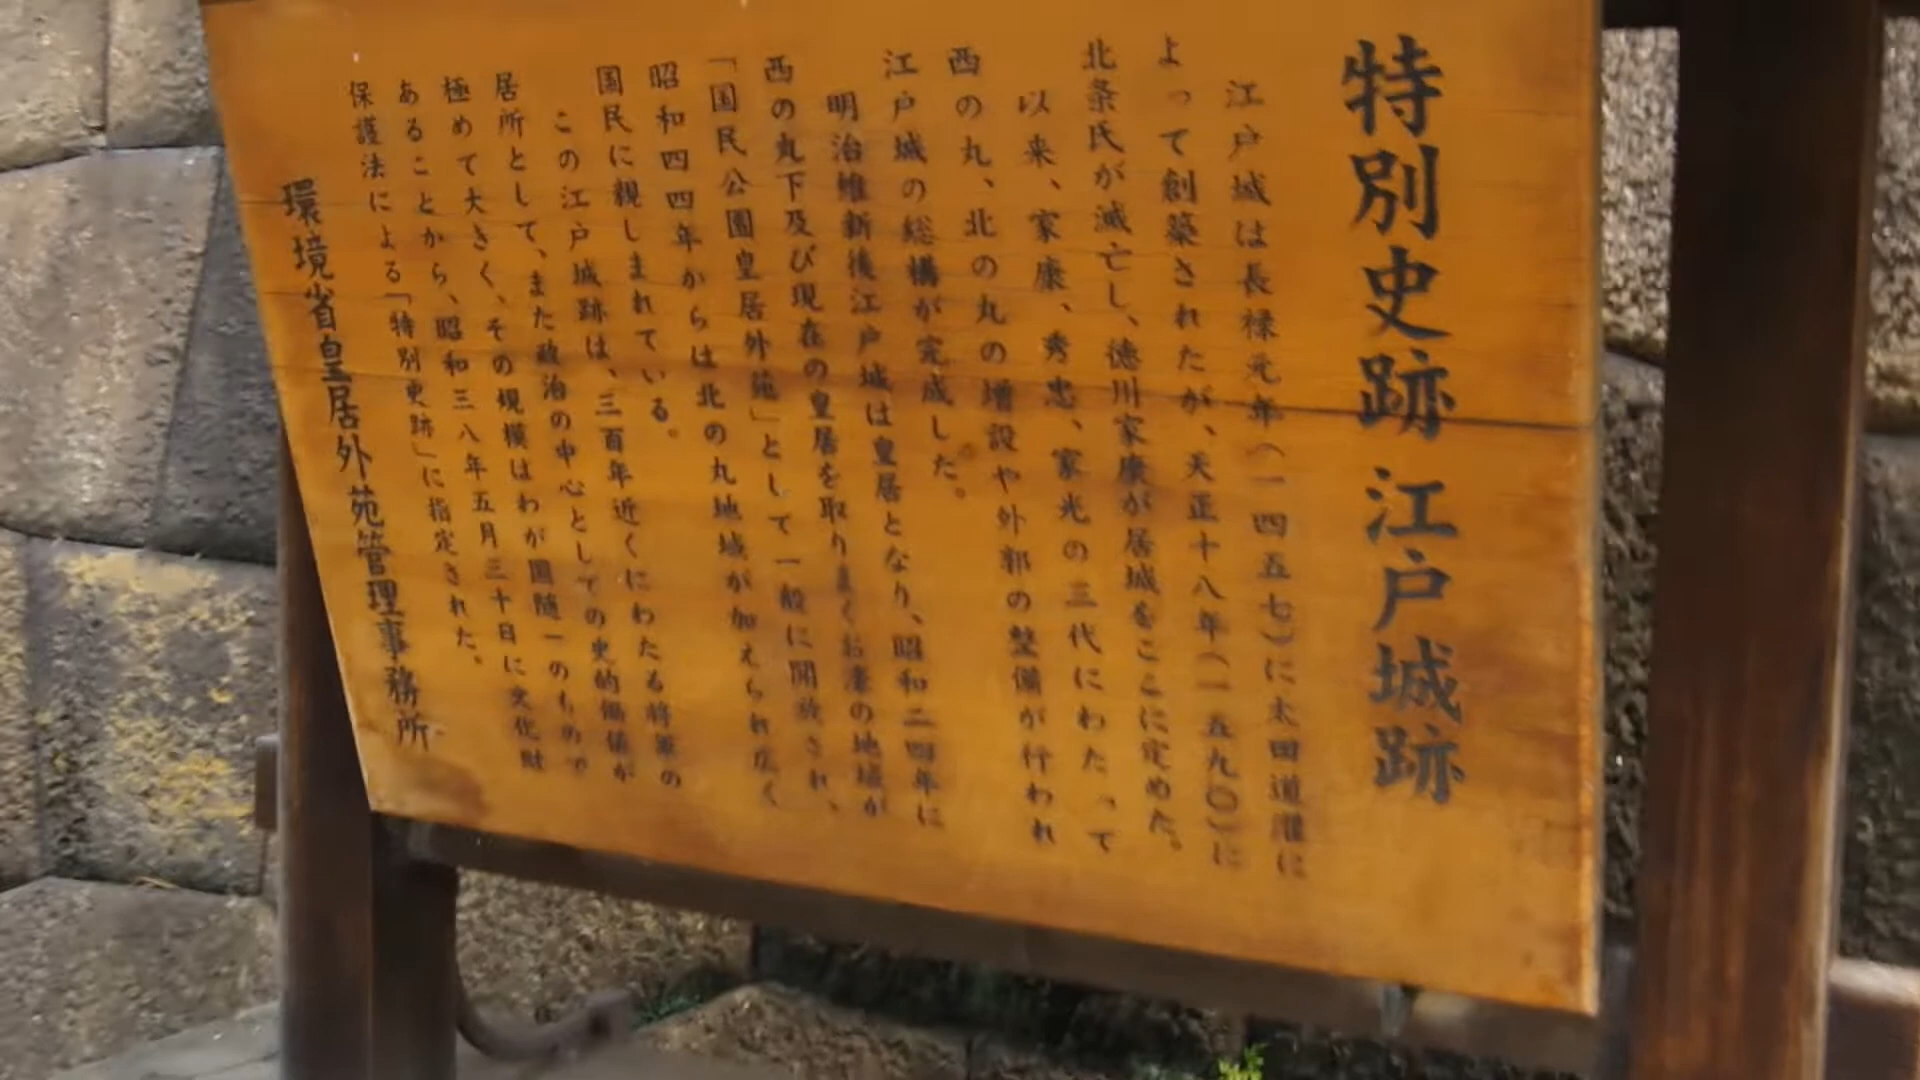 特別史跡 江戸城跡
江戸城は長禄元年(一四五七)に太田道灌に
よって創築されたが、天正十八年(一五九〇)に
北条氏が滅亡し、徳川家康が居城をここに定めた。
以来、家康、秀忠、家光の三代にわたって
西の丸、北の丸の増設や外郭の整備が行われ
江戸城の総構が完成した。
明治維新後江戸城は皇居となり、昭和二四年に
西の丸下及び現在の皇居を取りまくお濠の地域が
「国民公園皇居外苑」として一般に開放され、
昭和四四年からは北の丸地域が加えられ広く
国民に親しまれている。
この江戸城跡は、三百年近くにわたる将軍の
居所として、また政治の中心としての史的価値が
極めて大きく、その規模はわが国随一のもので
あることから、昭和三八年五月三十日に文化財
保護法による「特別史跡」に指定された。
環境省皇居外苑管理事務所